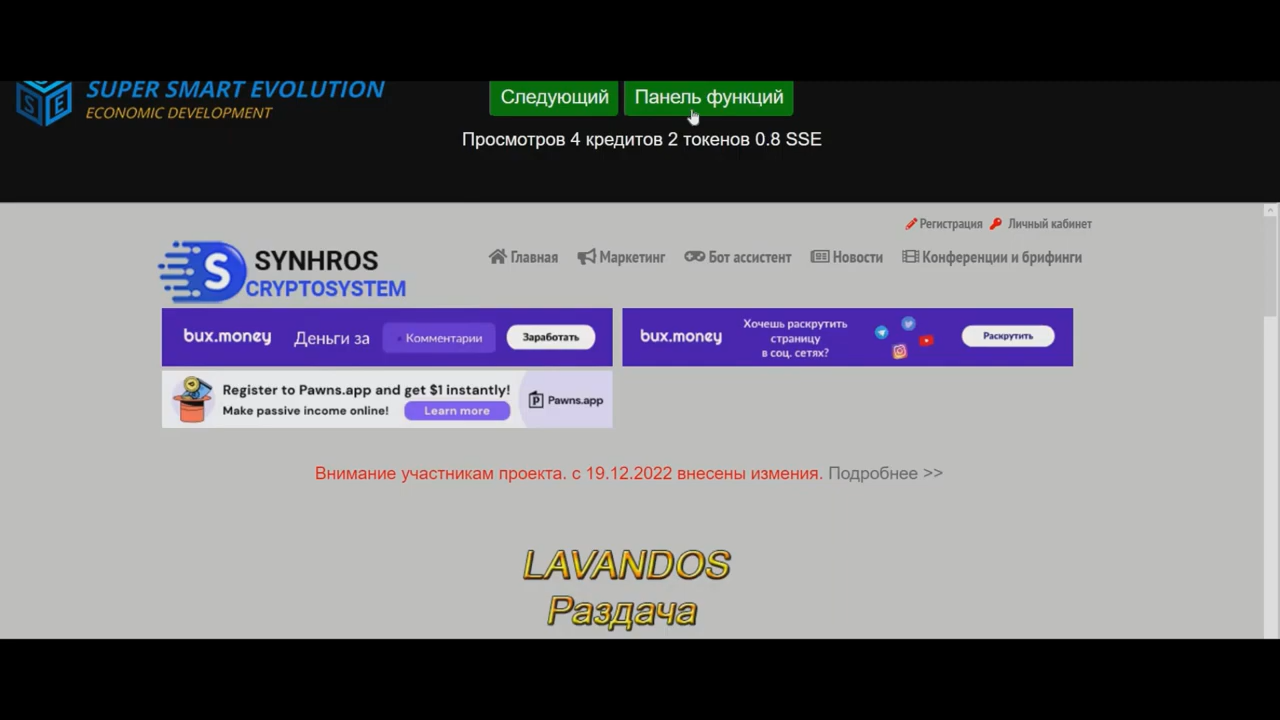 SUPER SMART EVOLUTION
ECONOMIC DEVELOPMENT
Следующий
Панель функций
Просмотров 4 кредитов 2 токенов 0.8 SSE
Регистрация
Личный кабинет
SYNHROS
CRYPTOSYSTEM
Главная
Маркетинг
Бот ассистент
Новости
Конференции и брифинги
bux.money
Деньги за
Комментарии
Заработать
bux.money
Хочешь раскрутить
страницу
в соц. сетях?
Раскрутить
Register to Pawns.app and get $1 instantly!
Make passive income online!
Learn more
Pawns.app
Внимание участникам проекта. с 19.12.2022 внесены измения. Подробнее >>
LAVANDOS
Раздача